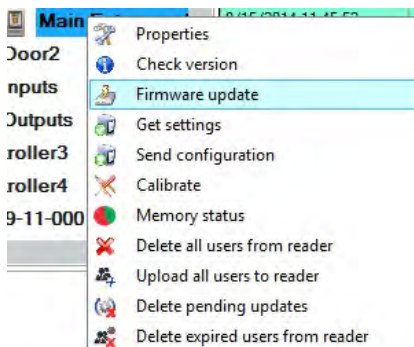 Main
Properties
Door2
Check version
nputs
Firmware update
Outputs
Get settings
roller3
Send configuration
roller4
Calibrate
9-11-000
Memory status
Delete all users from reader
Upload all users to reader
Delete pending updates
Delete expired users from reader